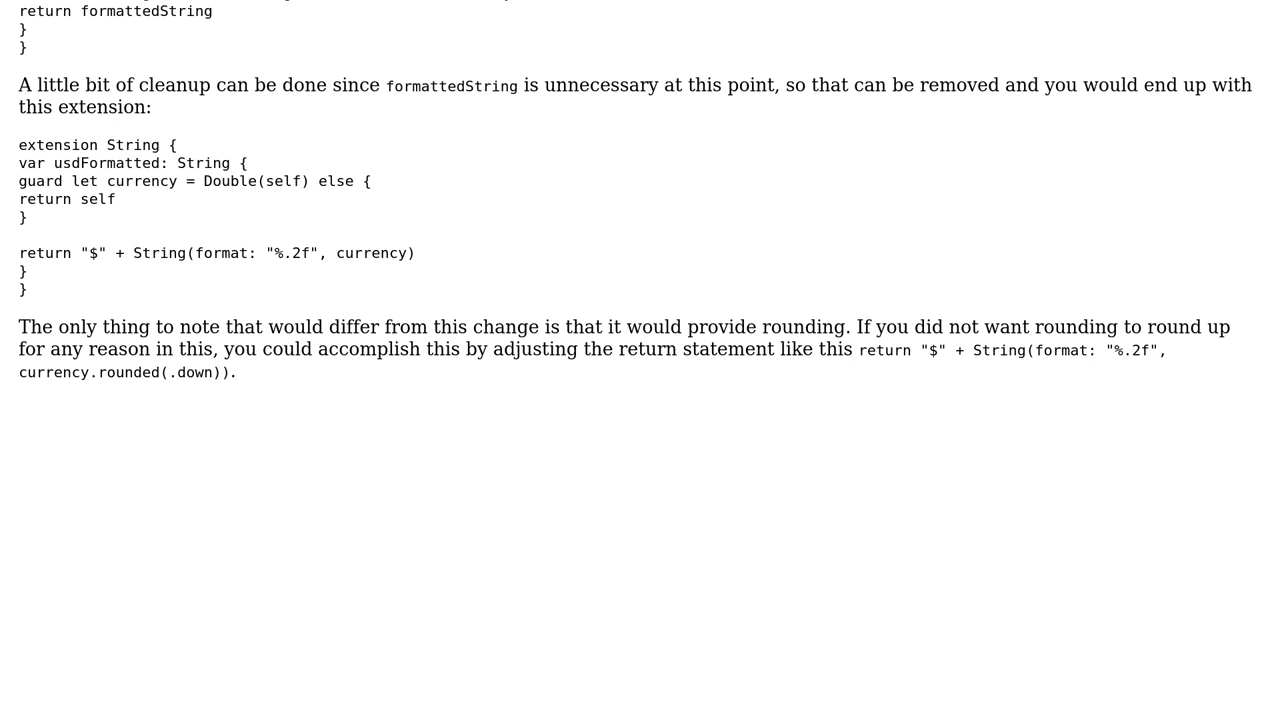 return formattedString
}
}
A little bit of cleanup can be done since formattedString is unnecessary at this point, so that can be removed and you would end up with
this extension:
extension String {
var usdFormatted: String {
guard let currency = Double(self) else {
return self
}
return "$" + String(format: "%.2f", currency)
}
}
The only thing to note that would differ from this change is that it would provide rounding. If you did not want rounding to round up
for any reason in this, you could accomplish this by adjusting the return statement like this return "$" + String(format: "%.2f",
currency.rounded(.down)).